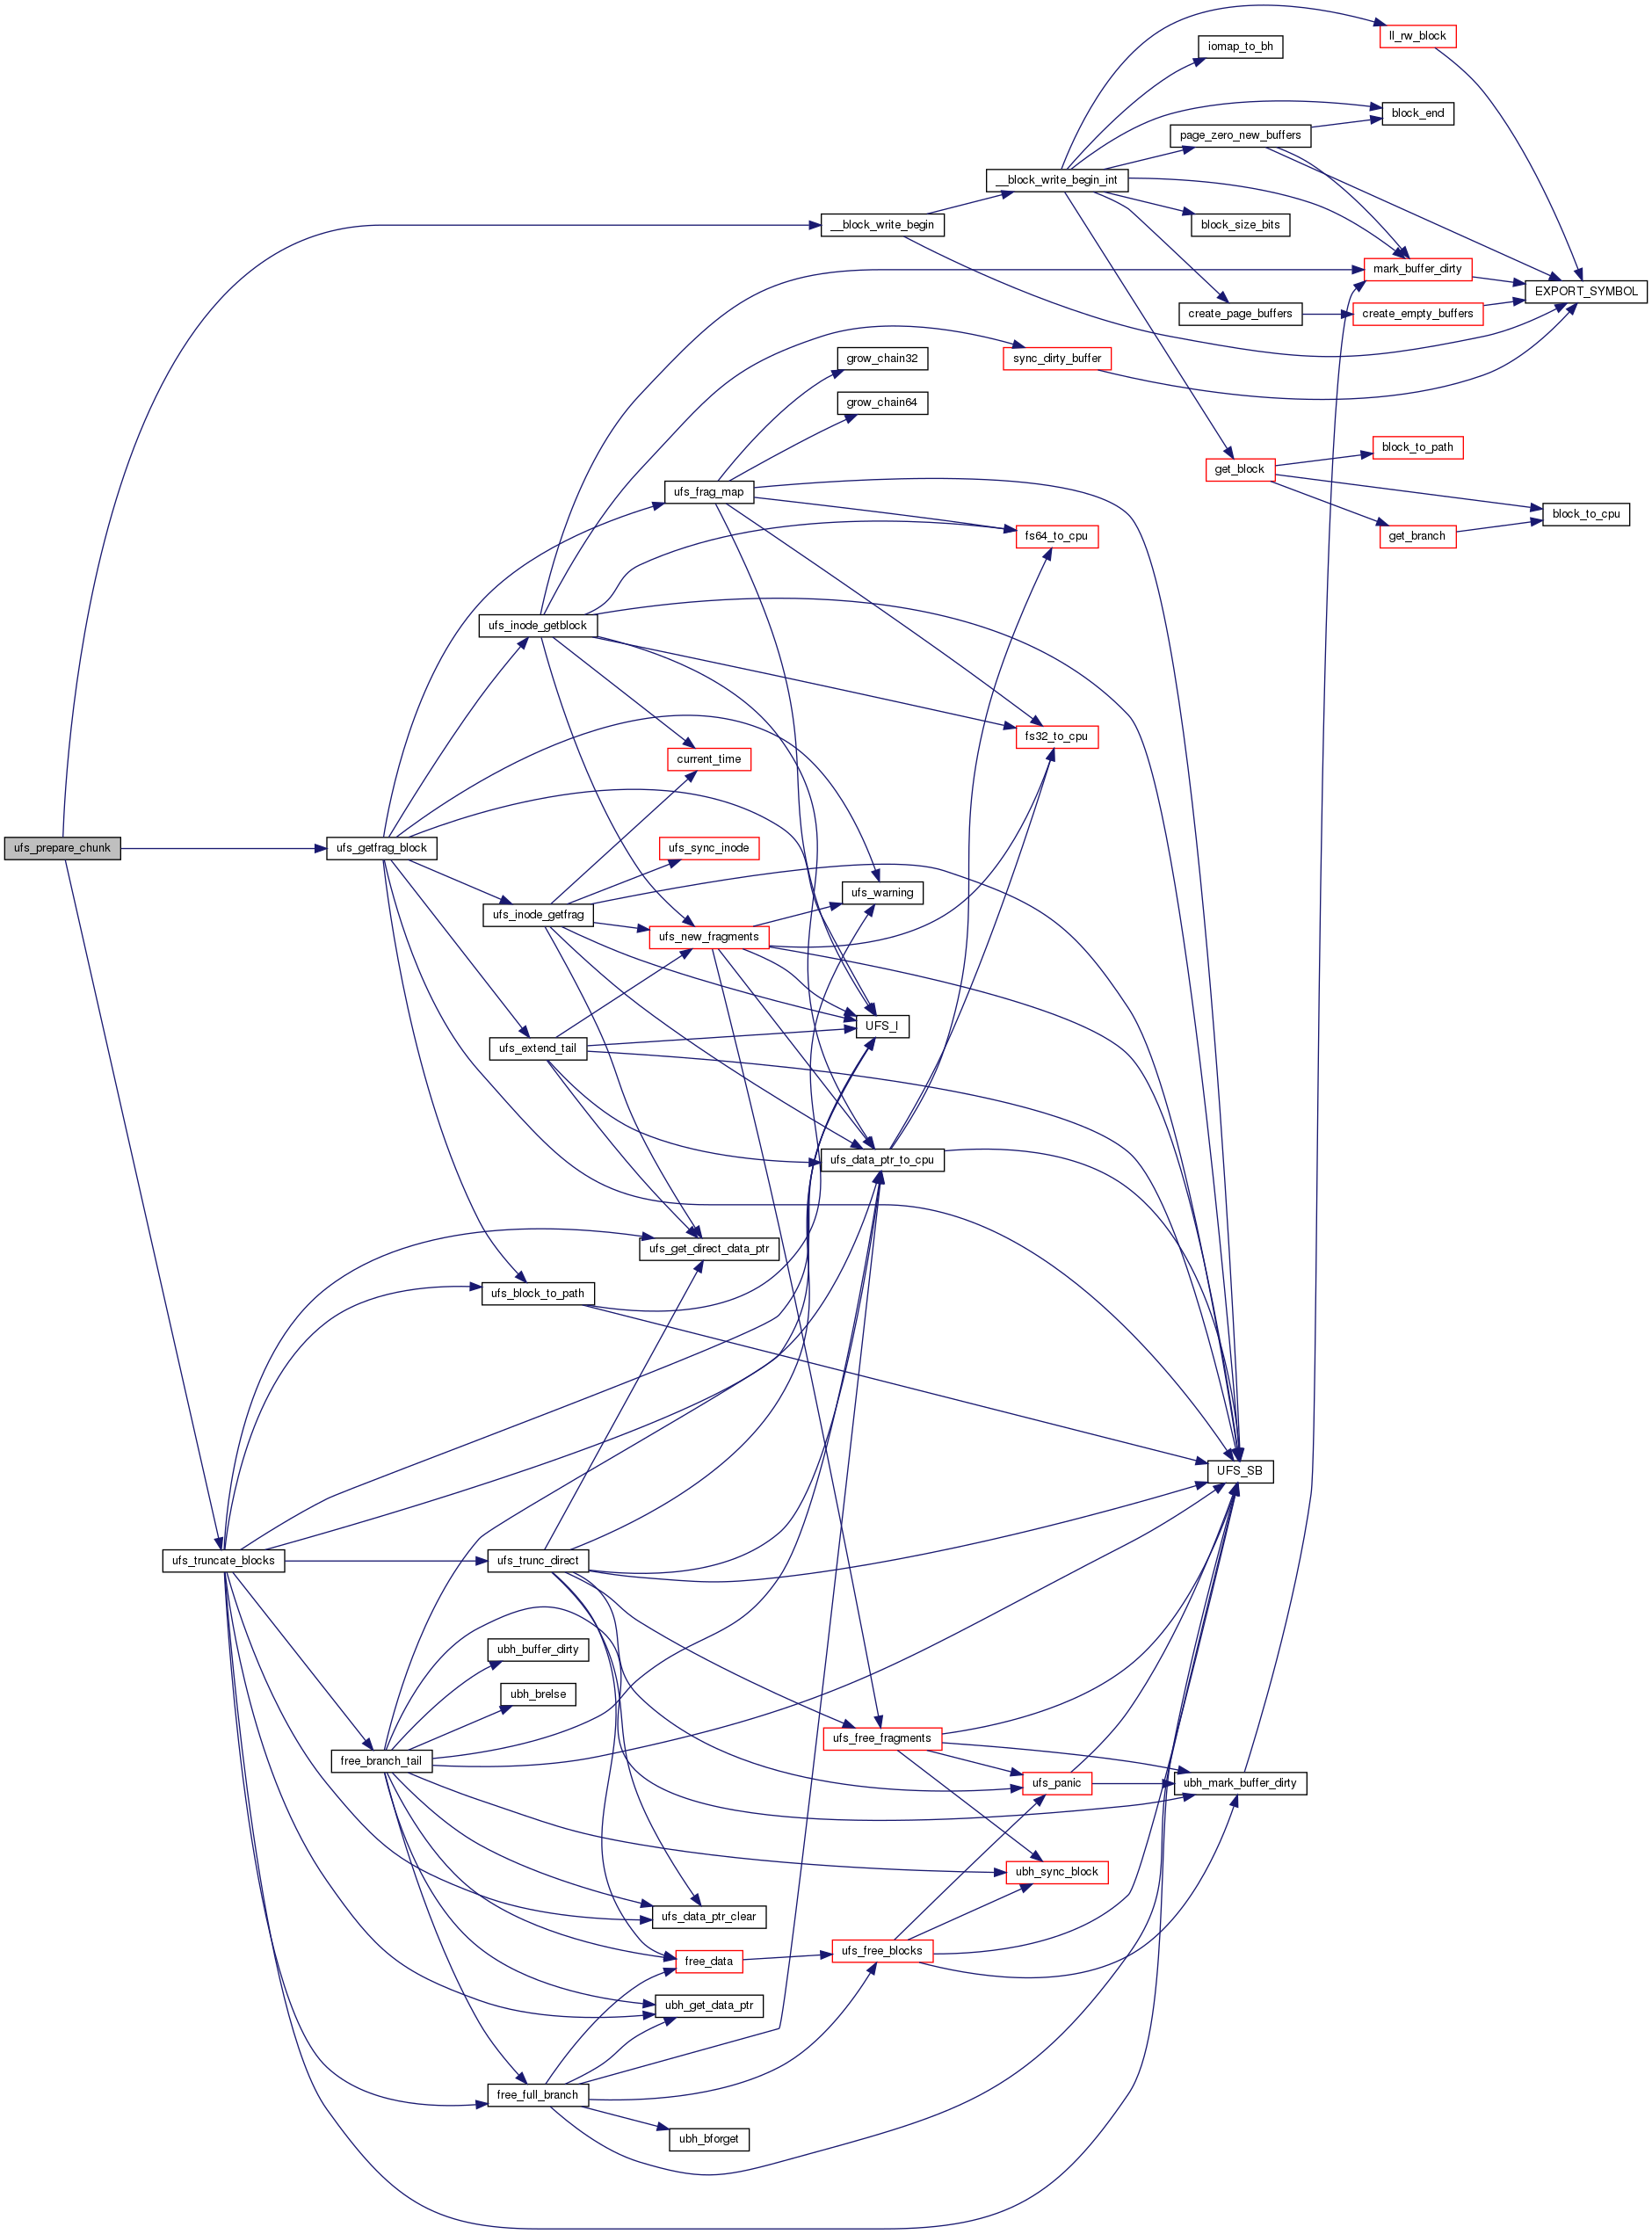 ll_rw_block
iomap_to_bh
block_end
page_zero_new_buffers
__block_write_begin_int
__block_write_begin
block_size_bits
mark_buffer_dirty
EXPORT_SYMBOL
create_page_buffers
create_empty_buffers
grow_chain32
sync_dirty_buffer
grow_chain64
block_to_path
get_block
ufs_frag_map
block_to_cpu
get_branch
fs64_to_cpu
ufs_inode_getblock
fs32_to_cpu
current_time
ufs_prepare_chunk
ufs_getfrag_block
ufs_sync_inode
ufs_warning
ufs_inode_getfrag
ufs_new_fragments
UFS_I
ufs_extend_tail
ufs_data_ptr_to_cpu
ufs_get_direct_data_ptr
ufs_block_to_path
UFS_SB
ufs_truncate_blocks
ufs_trunc_direct
ubh_buffer_dirty
ubh_brelse
ufs_free_fragments
free_branch_tail
ufs_panic
ubh_mark_buffer_dirty
ubh_sync_block
ufs_data_ptr_clear
ufs_free_blocks
free_data
ubh_get_data_ptr
free_full_branch
ubh_bforget